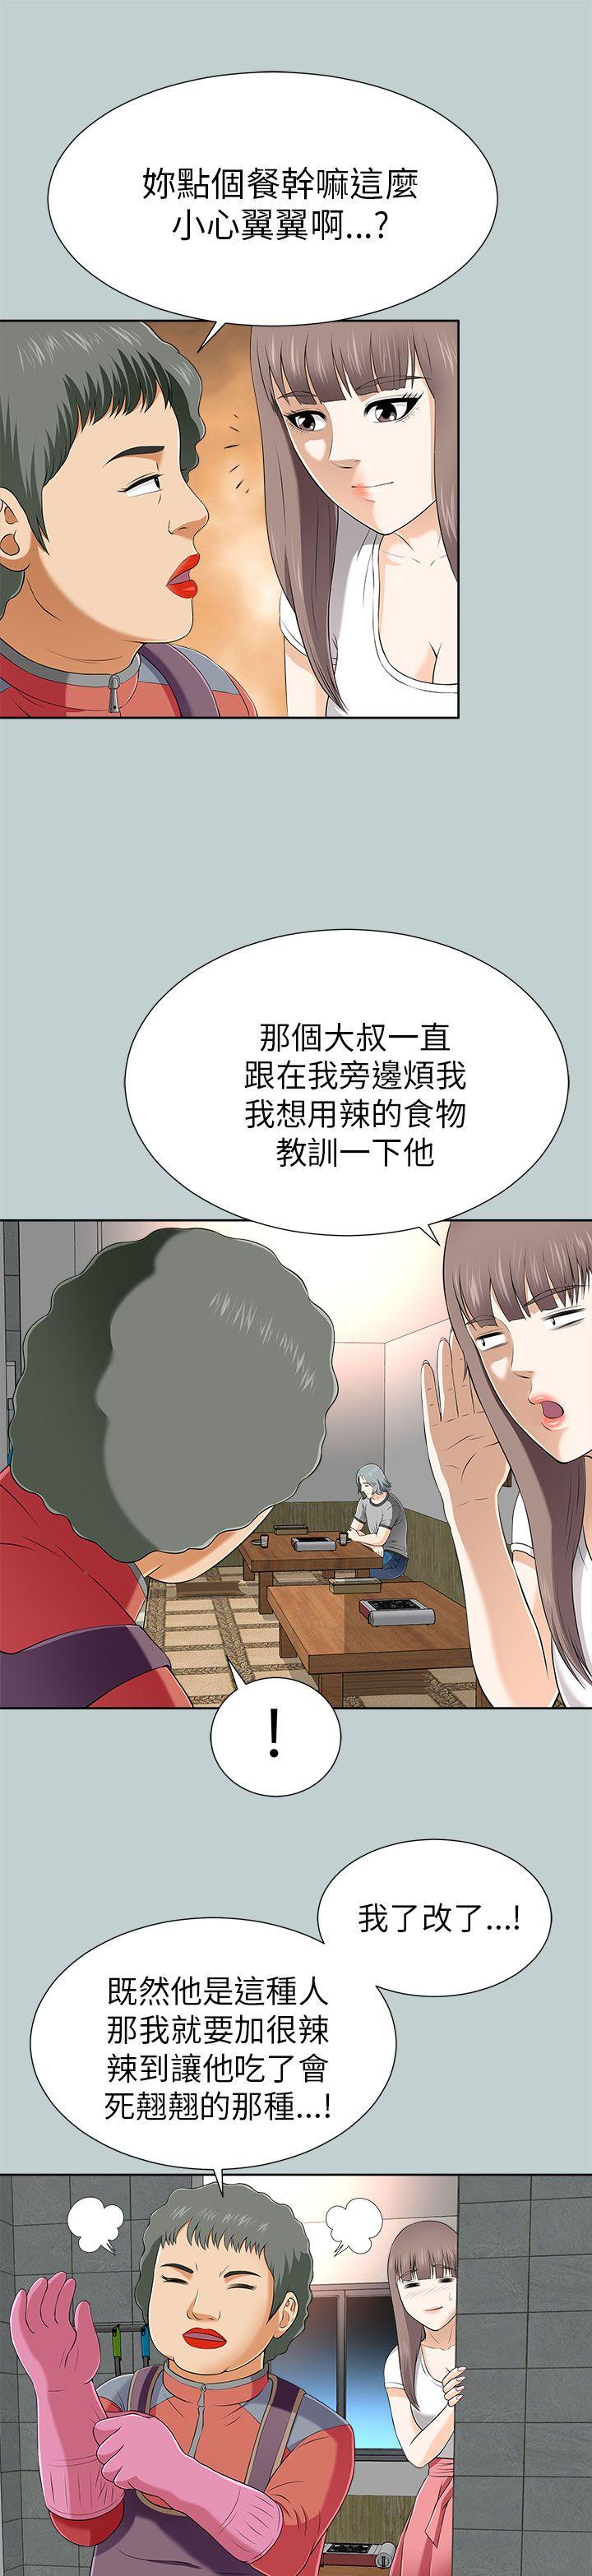 妳點個餐幹嘛這麼
小心翼翼啊...?
那個大叔一直
跟在我旁邊煩我
我想用辣的食物
教訓一下他
!
我了改了...!
既然他是這種人
那我就要加很辣
辣到讓他吃了會
死翹翹的那種...!